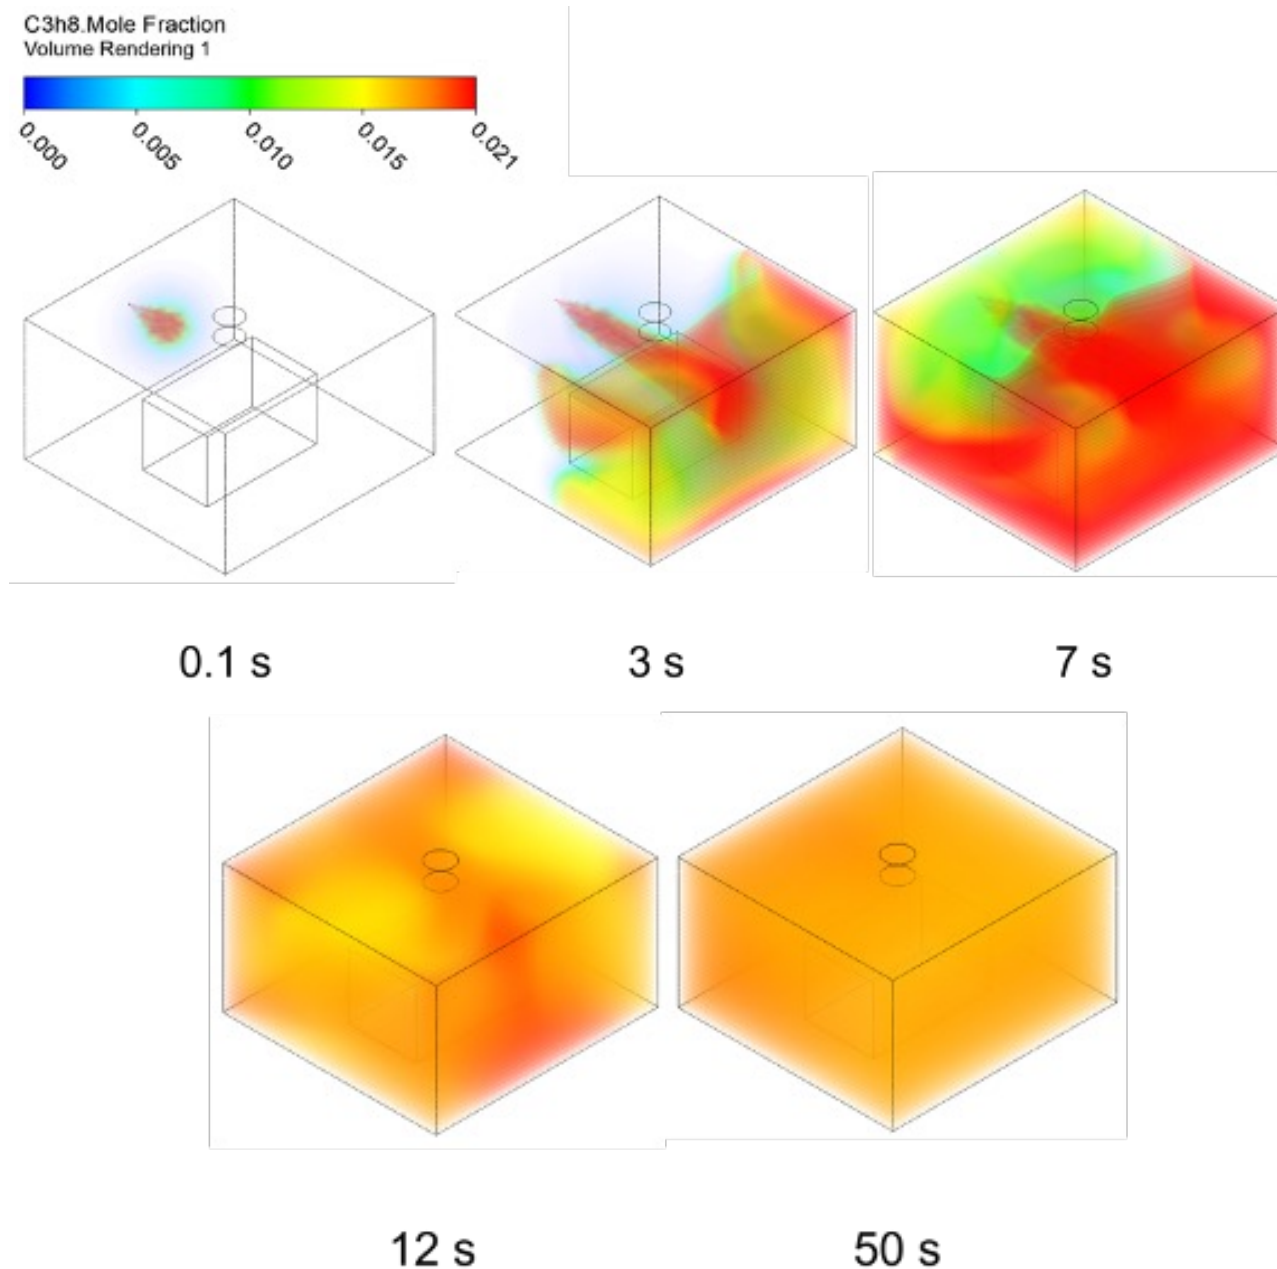 C3h8.Mole Fraction
Volume Rendering 1
0.000
0.005
0.010
0.015
0.021
0.1 s
3 s
7 s
12 s
50 s